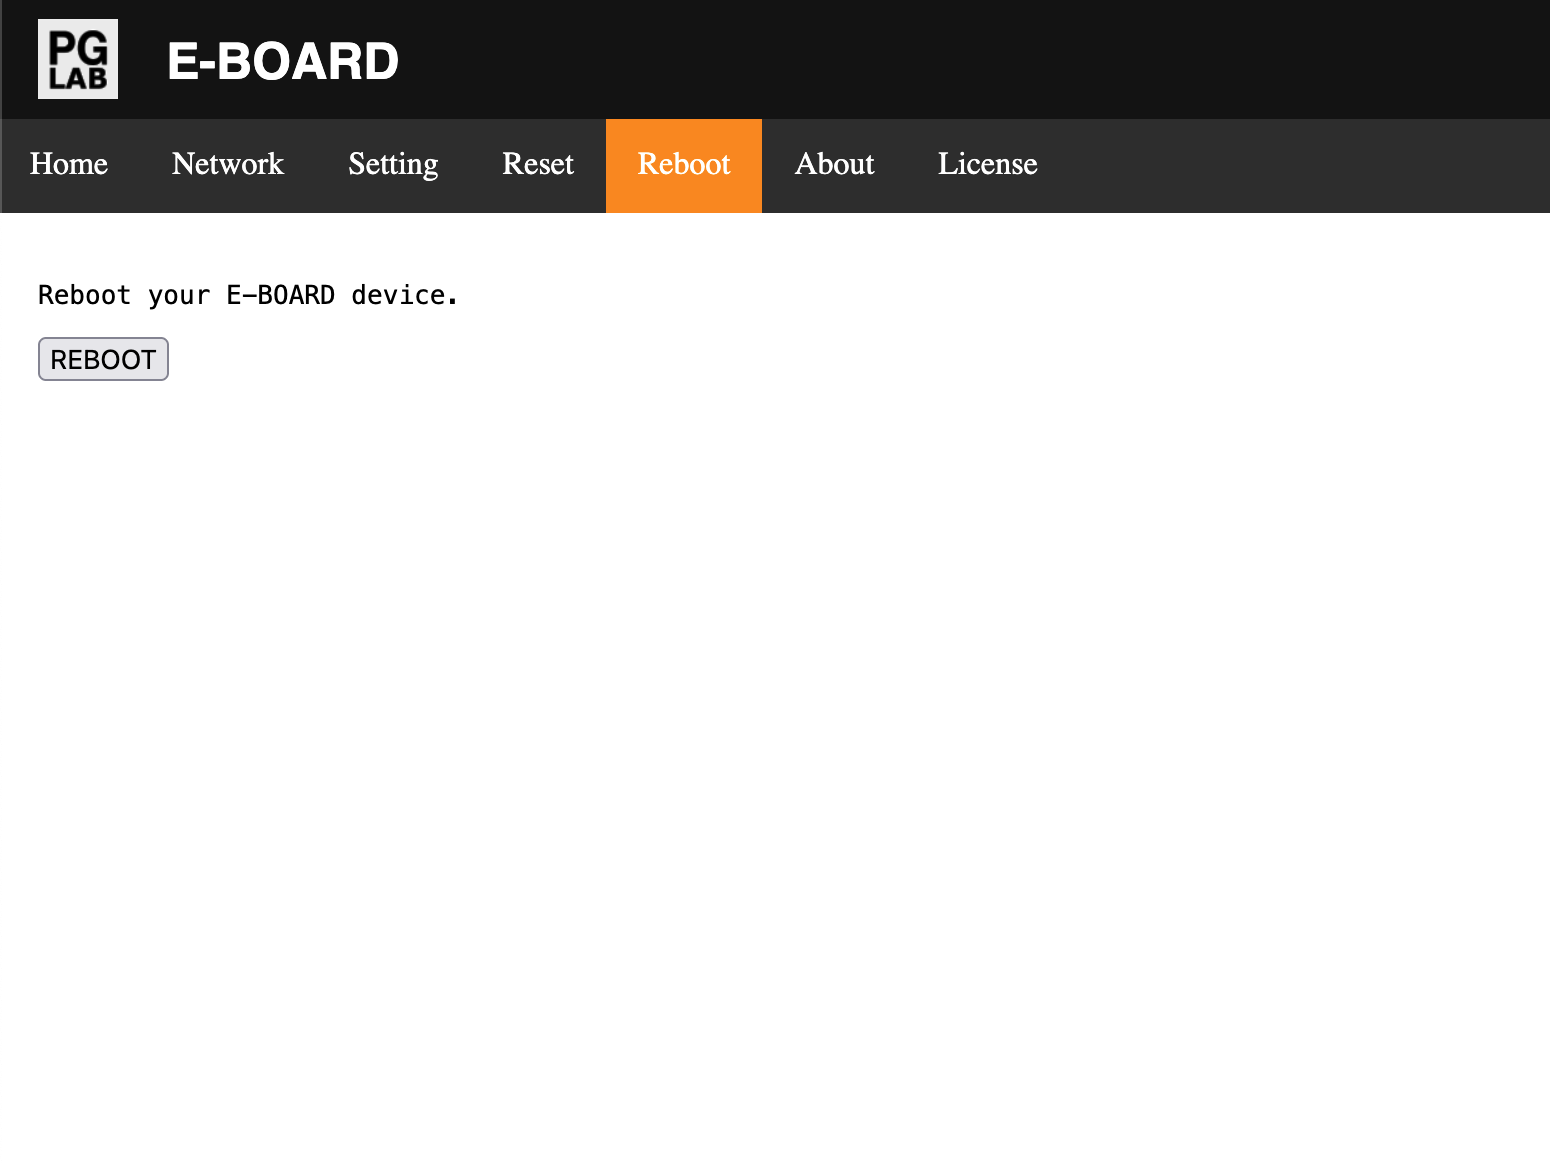 PG
LAB
E-BOARD
Home Network Setting Reset Reboot About License
Reboot your E-BOARD device.
REBOOT